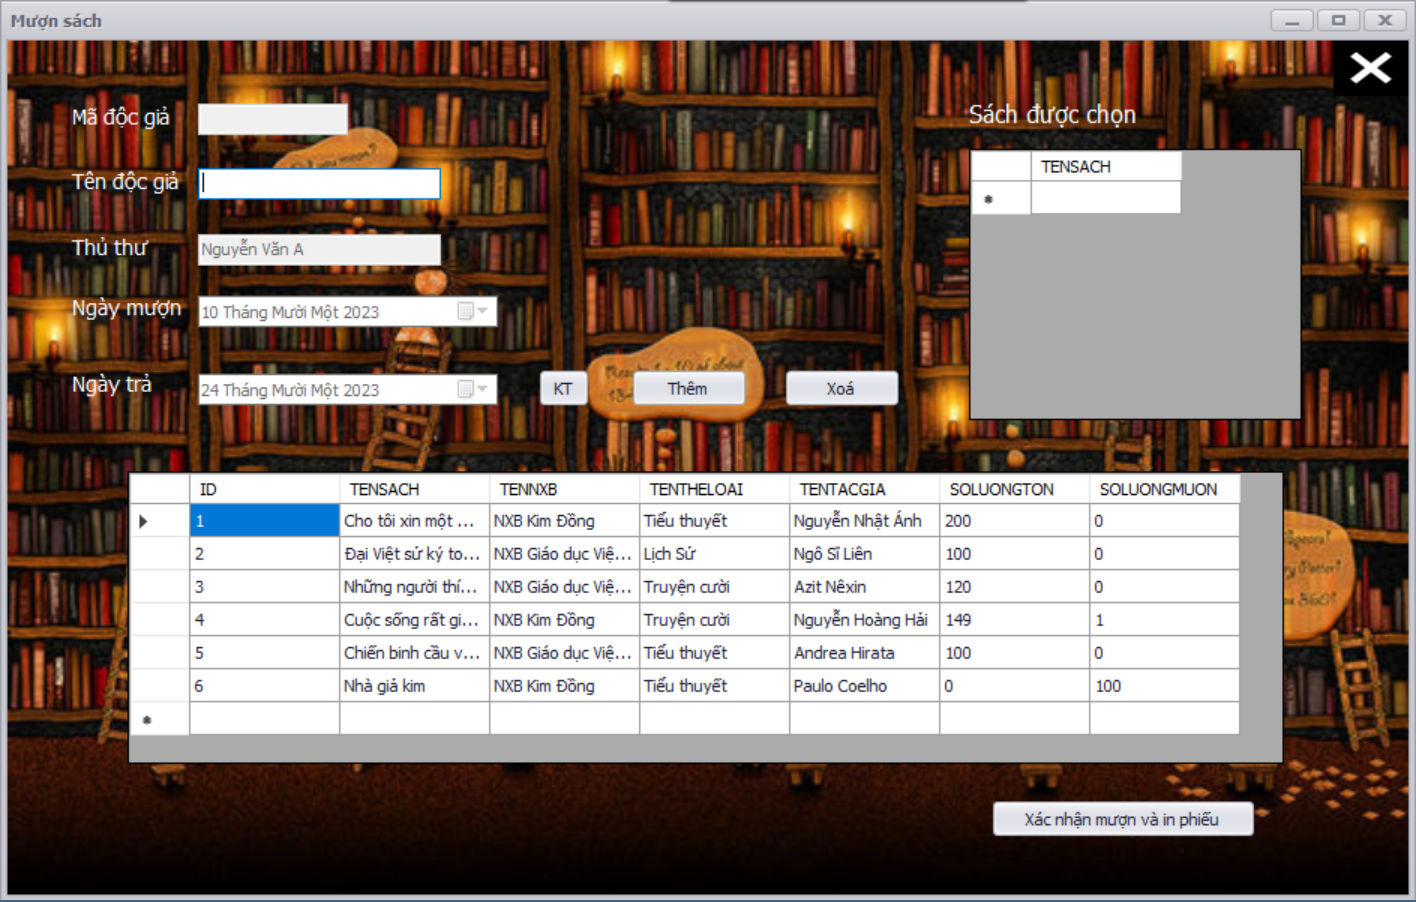 Mượn sách
Mã độc giả
Tên độc giả
Thủ thư
Nguyễn Văn A
Ngày mượn
10 Tháng Mười Một 2023
Ngày trả
24 Tháng Mười Một 2023
KT
Thêm
Xoá
Sách được chọn
TENSACH
ID TENSACH TENNXB TENTHELOAI TENTACGIA SOLUONGTON SOLUONGMUON
1 Cho tôi xin một ... NXB Kim Đồng Tiểu thuyết Nguyễn Nhật Ánh 200 0
2 Đại Việt sử ký to... NXB Giáo dục Việ... Lịch Sử Ngô Sĩ Liên 100 0
3 Những người thí... NXB Giáo dục Việ... Truyện cười Azit Nêxin 120 0
4 Cuộc sống rất gi... NXB Kim Đồng Truyện cười Nguyễn Hoàng Hải 149 1
5 Chiến binh cầu v... NXB Giáo dục Việ... Tiểu thuyết Andrea Hirata 100 0
6 Nhà giả kim NXB Kim Đồng Tiểu thuyết Paulo Coelho 0 100
Xác nhận mượn và in phiếu